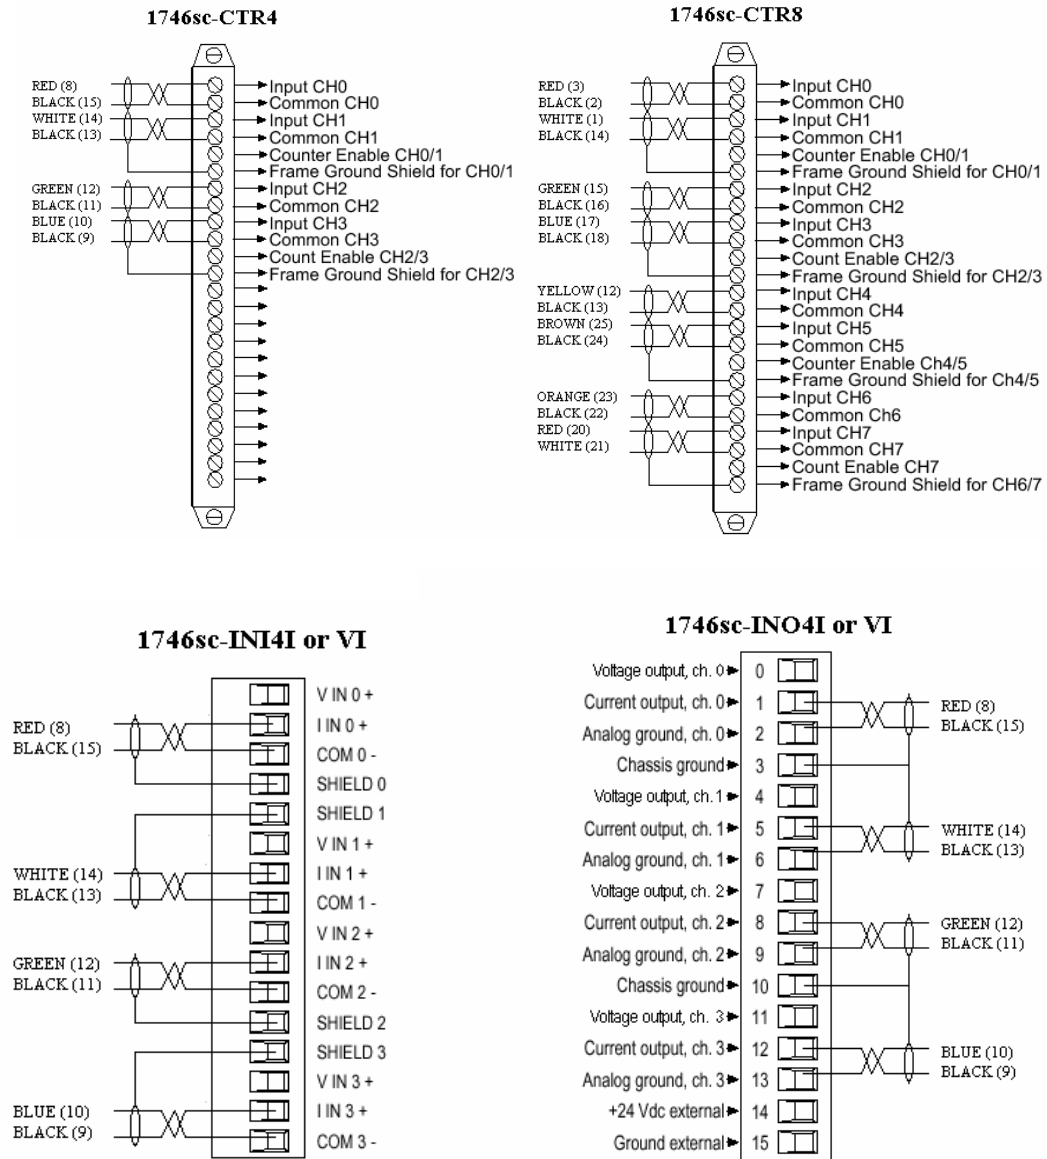 1746sc-CTR4
RED (8)
BLACK (15)
WHITE (14)
BLACK (13)
GREEN (12)
BLACK (11)
BLUE (10)
BLACK (9)
Input CH0
Common CH0
Input CH1
Common CH1
Counter Enable CH0/1
Frame Ground Shield for CH0/1
Input CH2
Common CH2
Input CH3
Common CH3
Count Enable CH2/3
Frame Ground Shield for CH2/3
1746sc-CTR8
RED (3)
BLACK (2)
WHITE (1)
BLACK (14)
GREEN (15)
BLACK (16)
BLUE (17)
BLACK (18)
YELLOW (12)
BLACK (13)
BROWN (25)
BLACK (24)
ORANGE (23)
BLACK (22)
RED (20)
WHITE (21)
Input CH0
Common CH0
Input CH1
Common CH1
Counter Enable CH0/1
Frame Ground Shield for CH0/1
Input CH2
Common CH2
Input CH3
Common CH3
Count Enable CH2/3
Frame Ground Shield for CH2/3
Input CH4
Common CH4
Input CH5
Common CH5
Counter Enable Ch4/5
Frame Ground Shield for Ch4/5
Input CH6
Common Ch6
Input CH7
Common CH7
Count Enable CH7
Frame Ground Shield for CH6/7
1746sc-INI4I or VI
RED (8)
BLACK (15)
WHITE (14)
BLACK (13)
GREEN (12)
BLACK (11)
BLUE (10)
BLACK (9)
V IN 0 +
I IN 0 +
COM 0 -
SHIELD 0
SHIELD 1
V IN 1 +
I IN 1 +
COM 1 -
V IN 2 +
I IN 2 +
COM 2 -
SHIELD 2
SHIELD 3
V IN 3 +
I IN 3 +
COM 3 -
1746sc-INO4I or VI
Voltage output, ch. 0 0
Current output, ch. 0 1
Analog ground, ch. 0 2
Chassis ground 3
Voltage output, ch.1 4
Current output, ch. 1 5
Analog ground, ch. 1 6
Voltage output, ch. 2 7
Current output, ch. 2 8
Analog ground, ch. 2 9
Chassis ground 10
Voltage output, ch. 3 11
Current output, ch. 3 12
Analog ground, ch. 3 13
+24 Vdc external 14
Ground external 15
RED (8)
BLACK (15)
WHITE (14)
BLACK (13)
GREEN (12)
BLACK (11)
BLUE (10)
BLACK (9)